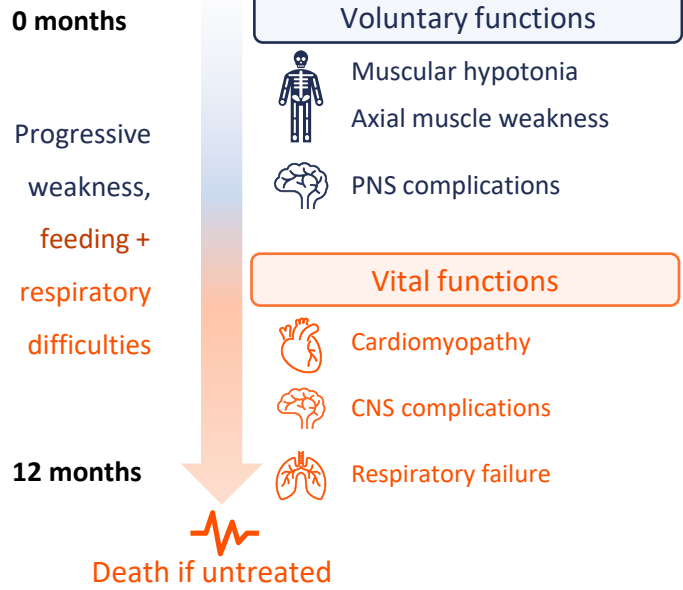 0 months
Voluntary functions
Muscular hypotonia
Axial muscle weakness
PNS complications
Progressive
weakness,
feeding +
respiratory
difficulties
Vital functions
Cardiomyopathy
CNS complications
Respiratory failure
12 months
Death if untreated